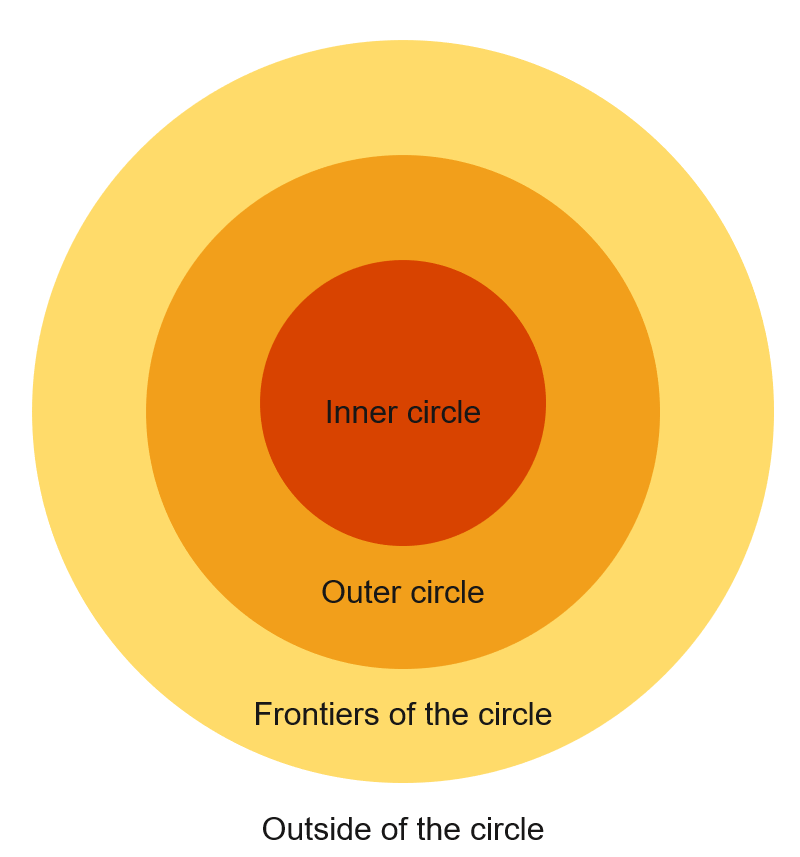 Inner circle
Outer circle
Frontiers of the circle
Outside of the circle